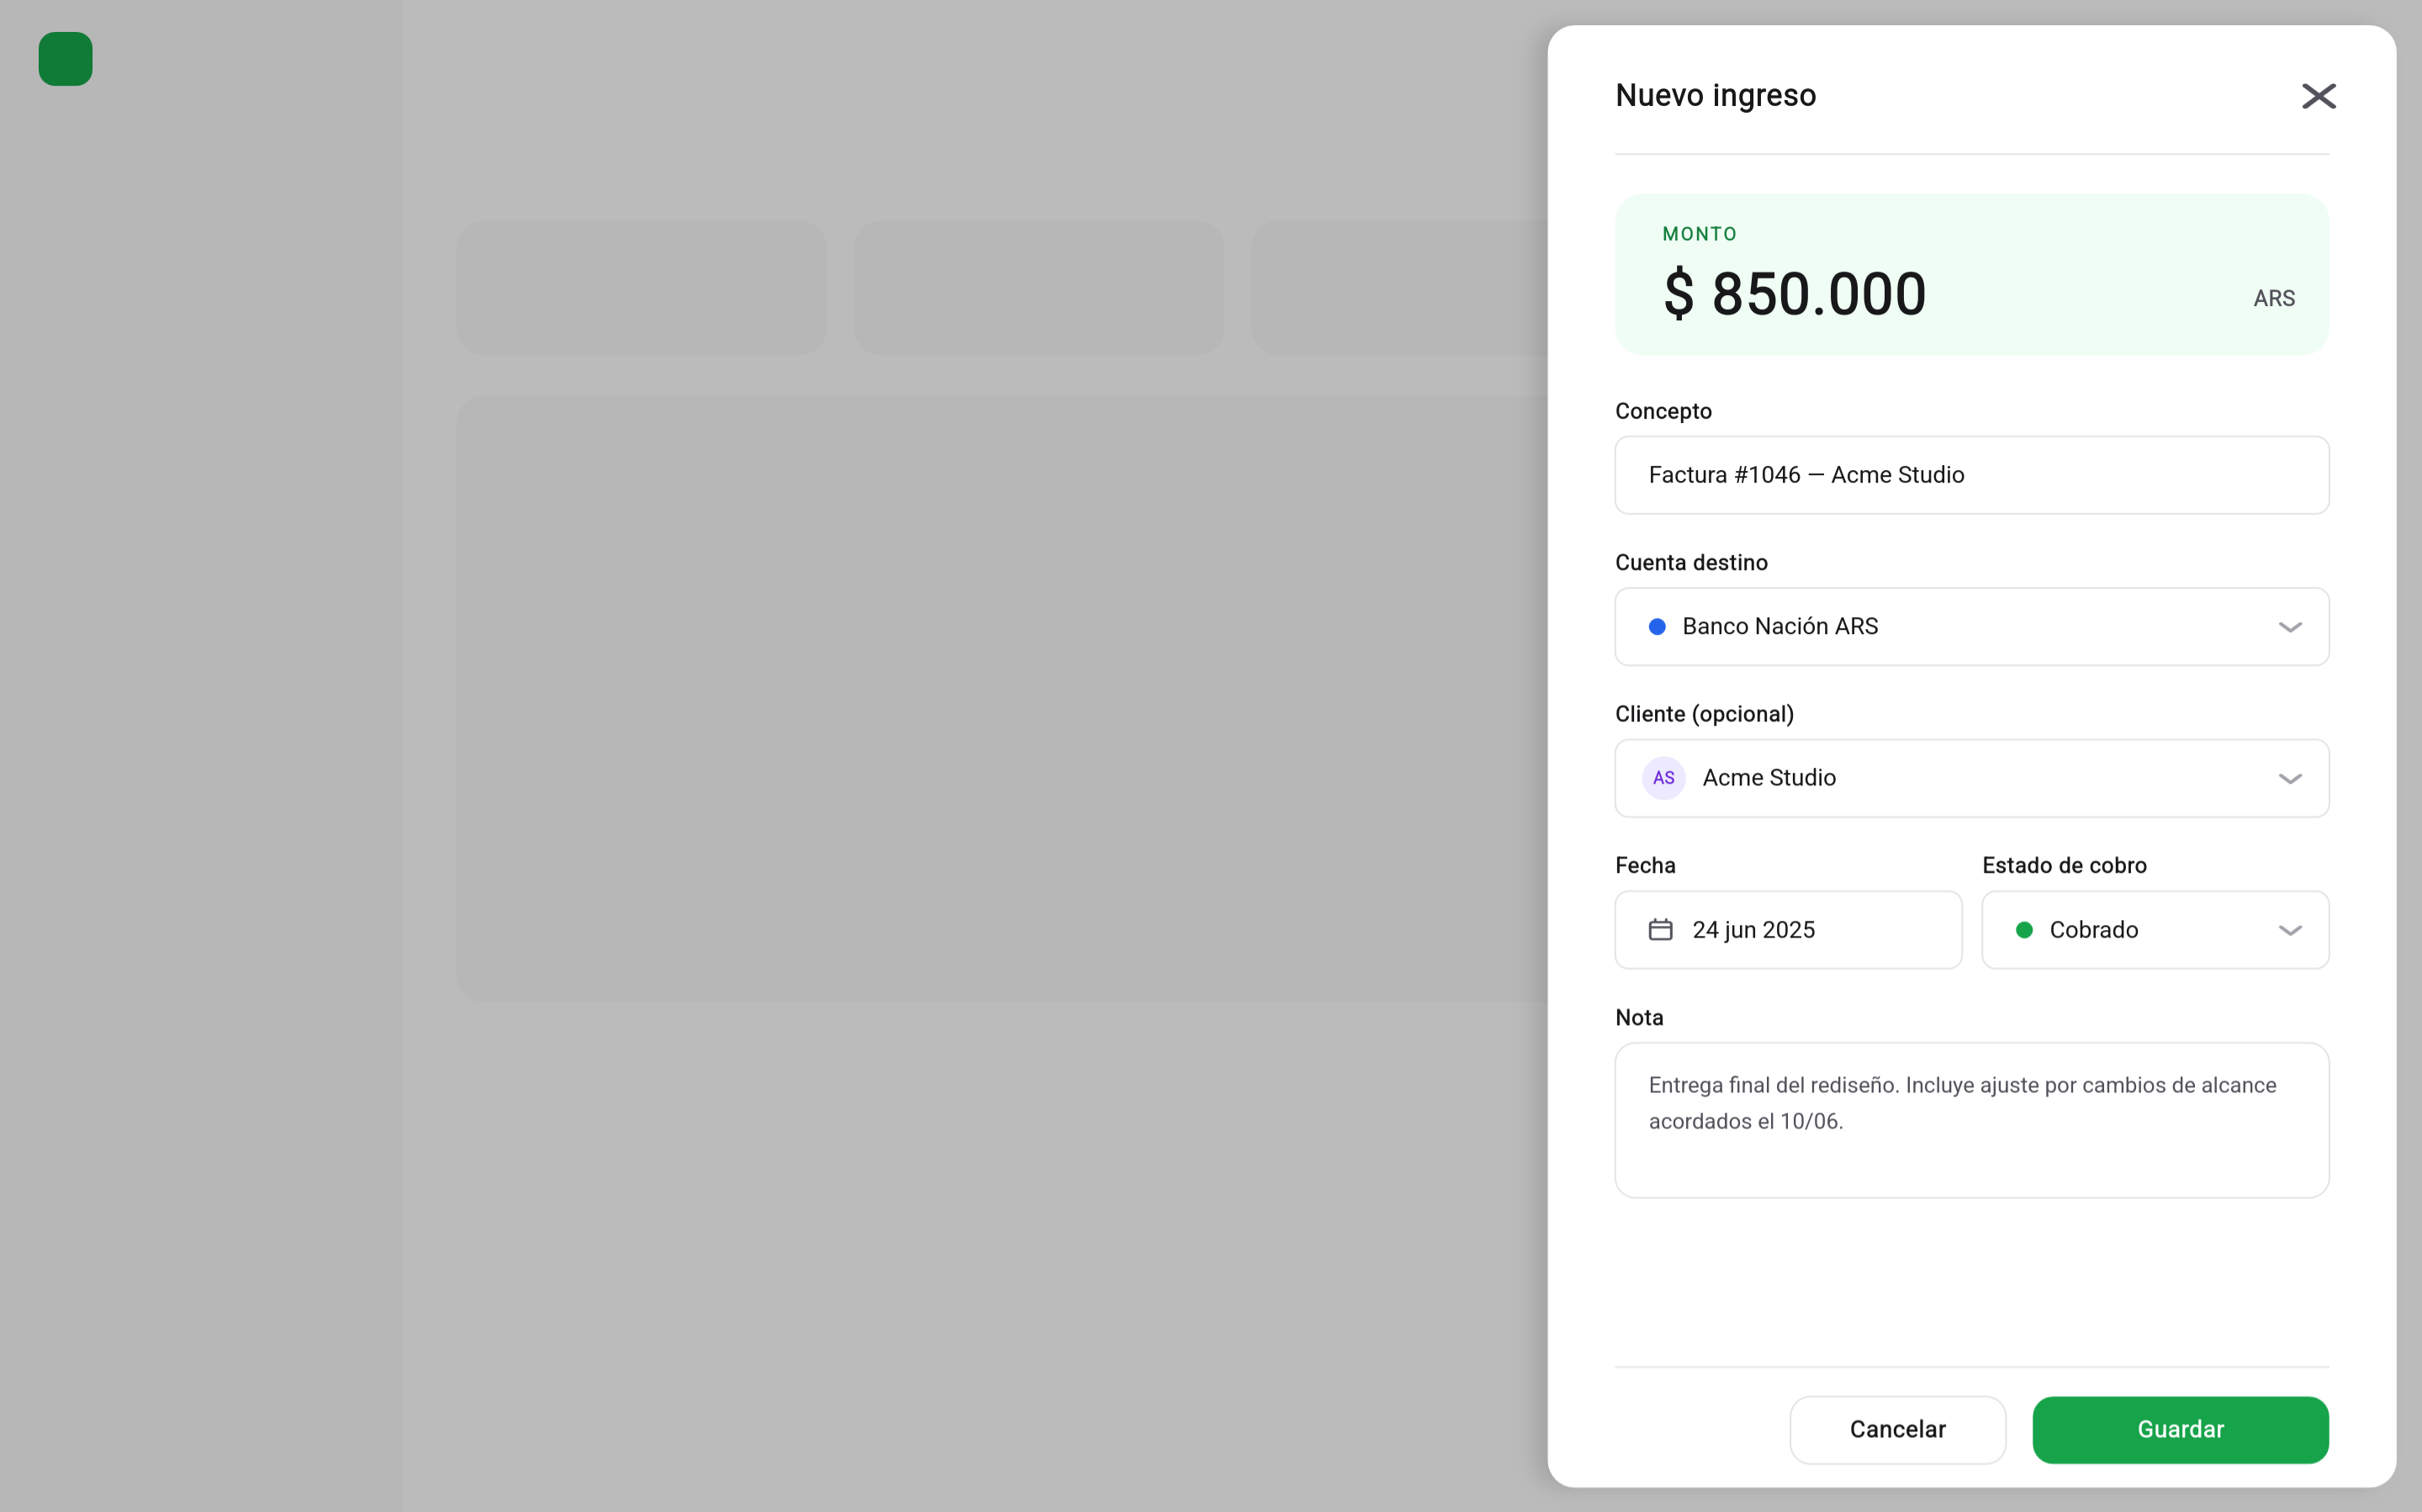 Nuevo ingreso
MONTO
$ 850.000
ARS
Concepto
Factura #1046 — Acme Studio
Cuenta destino
Banco Nación ARS
Cliente (opcional)
AS Acme Studio
Fecha
24 jun 2025
Estado de cobro
Cobrado
Nota
Entrega final del rediseño. Incluye ajuste por cambios de alcance
acordados el 10/06.
Cancelar
Guardar